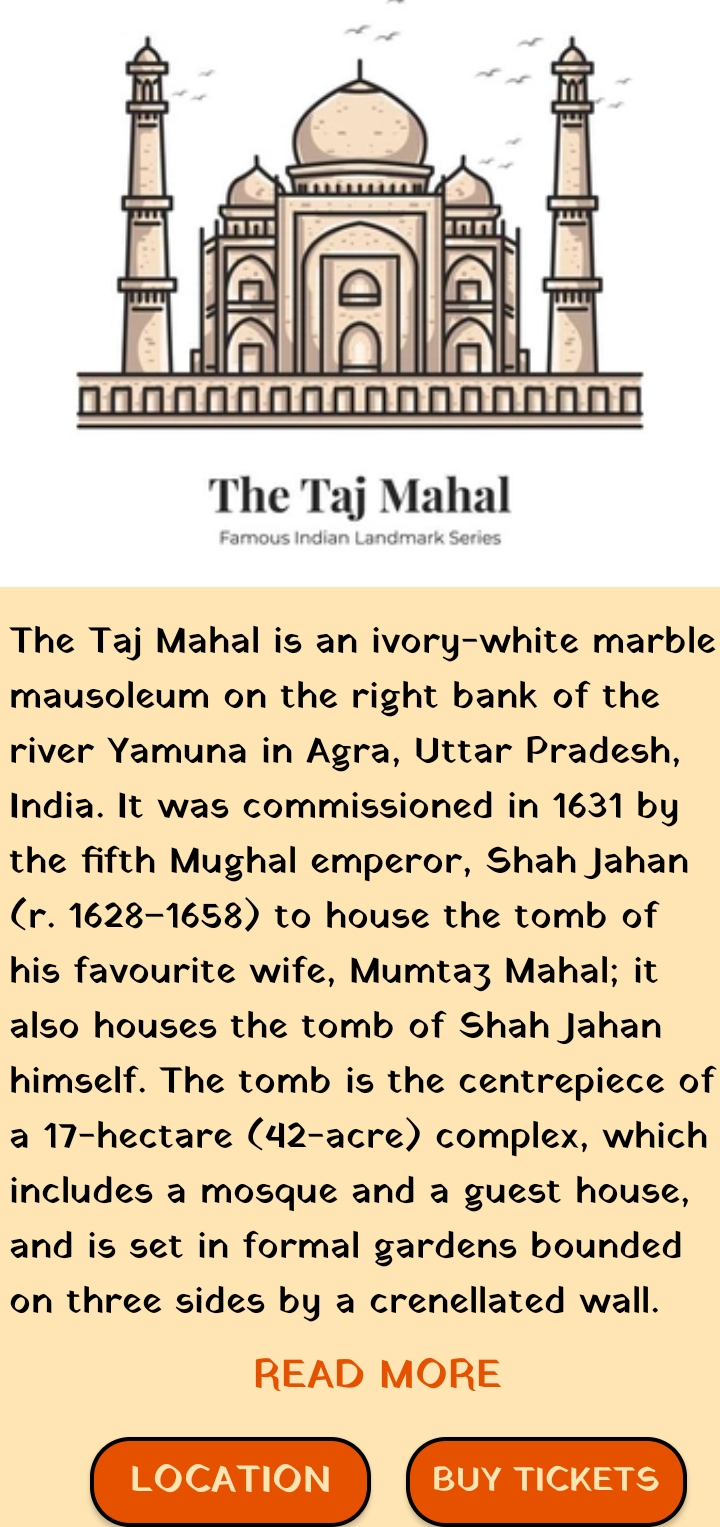 The Taj Mahal
Famous Indian Landmark Series
The Taj Mahal is an ivory-white marble
mausoleum on the right bank of the
river Yamuna in Agra, Uttar Pradesh,
India. It was commissioned in 1631 by
the fifth Mughal emperor, Shah Jahan
(r. 1628–1658) to house the tomb of
his favourite wife, Mumtaz Mahal; it
also houses the tomb of Shah Jahan
himself. The tomb is the centrepiece of
a 17-hectare (42-acre) complex, which
includes a mosque and a guest house,
and is set in formal gardens bounded
on three sides by a crenellated wall.
READ MORE
LOCATION
BUY TICKETS